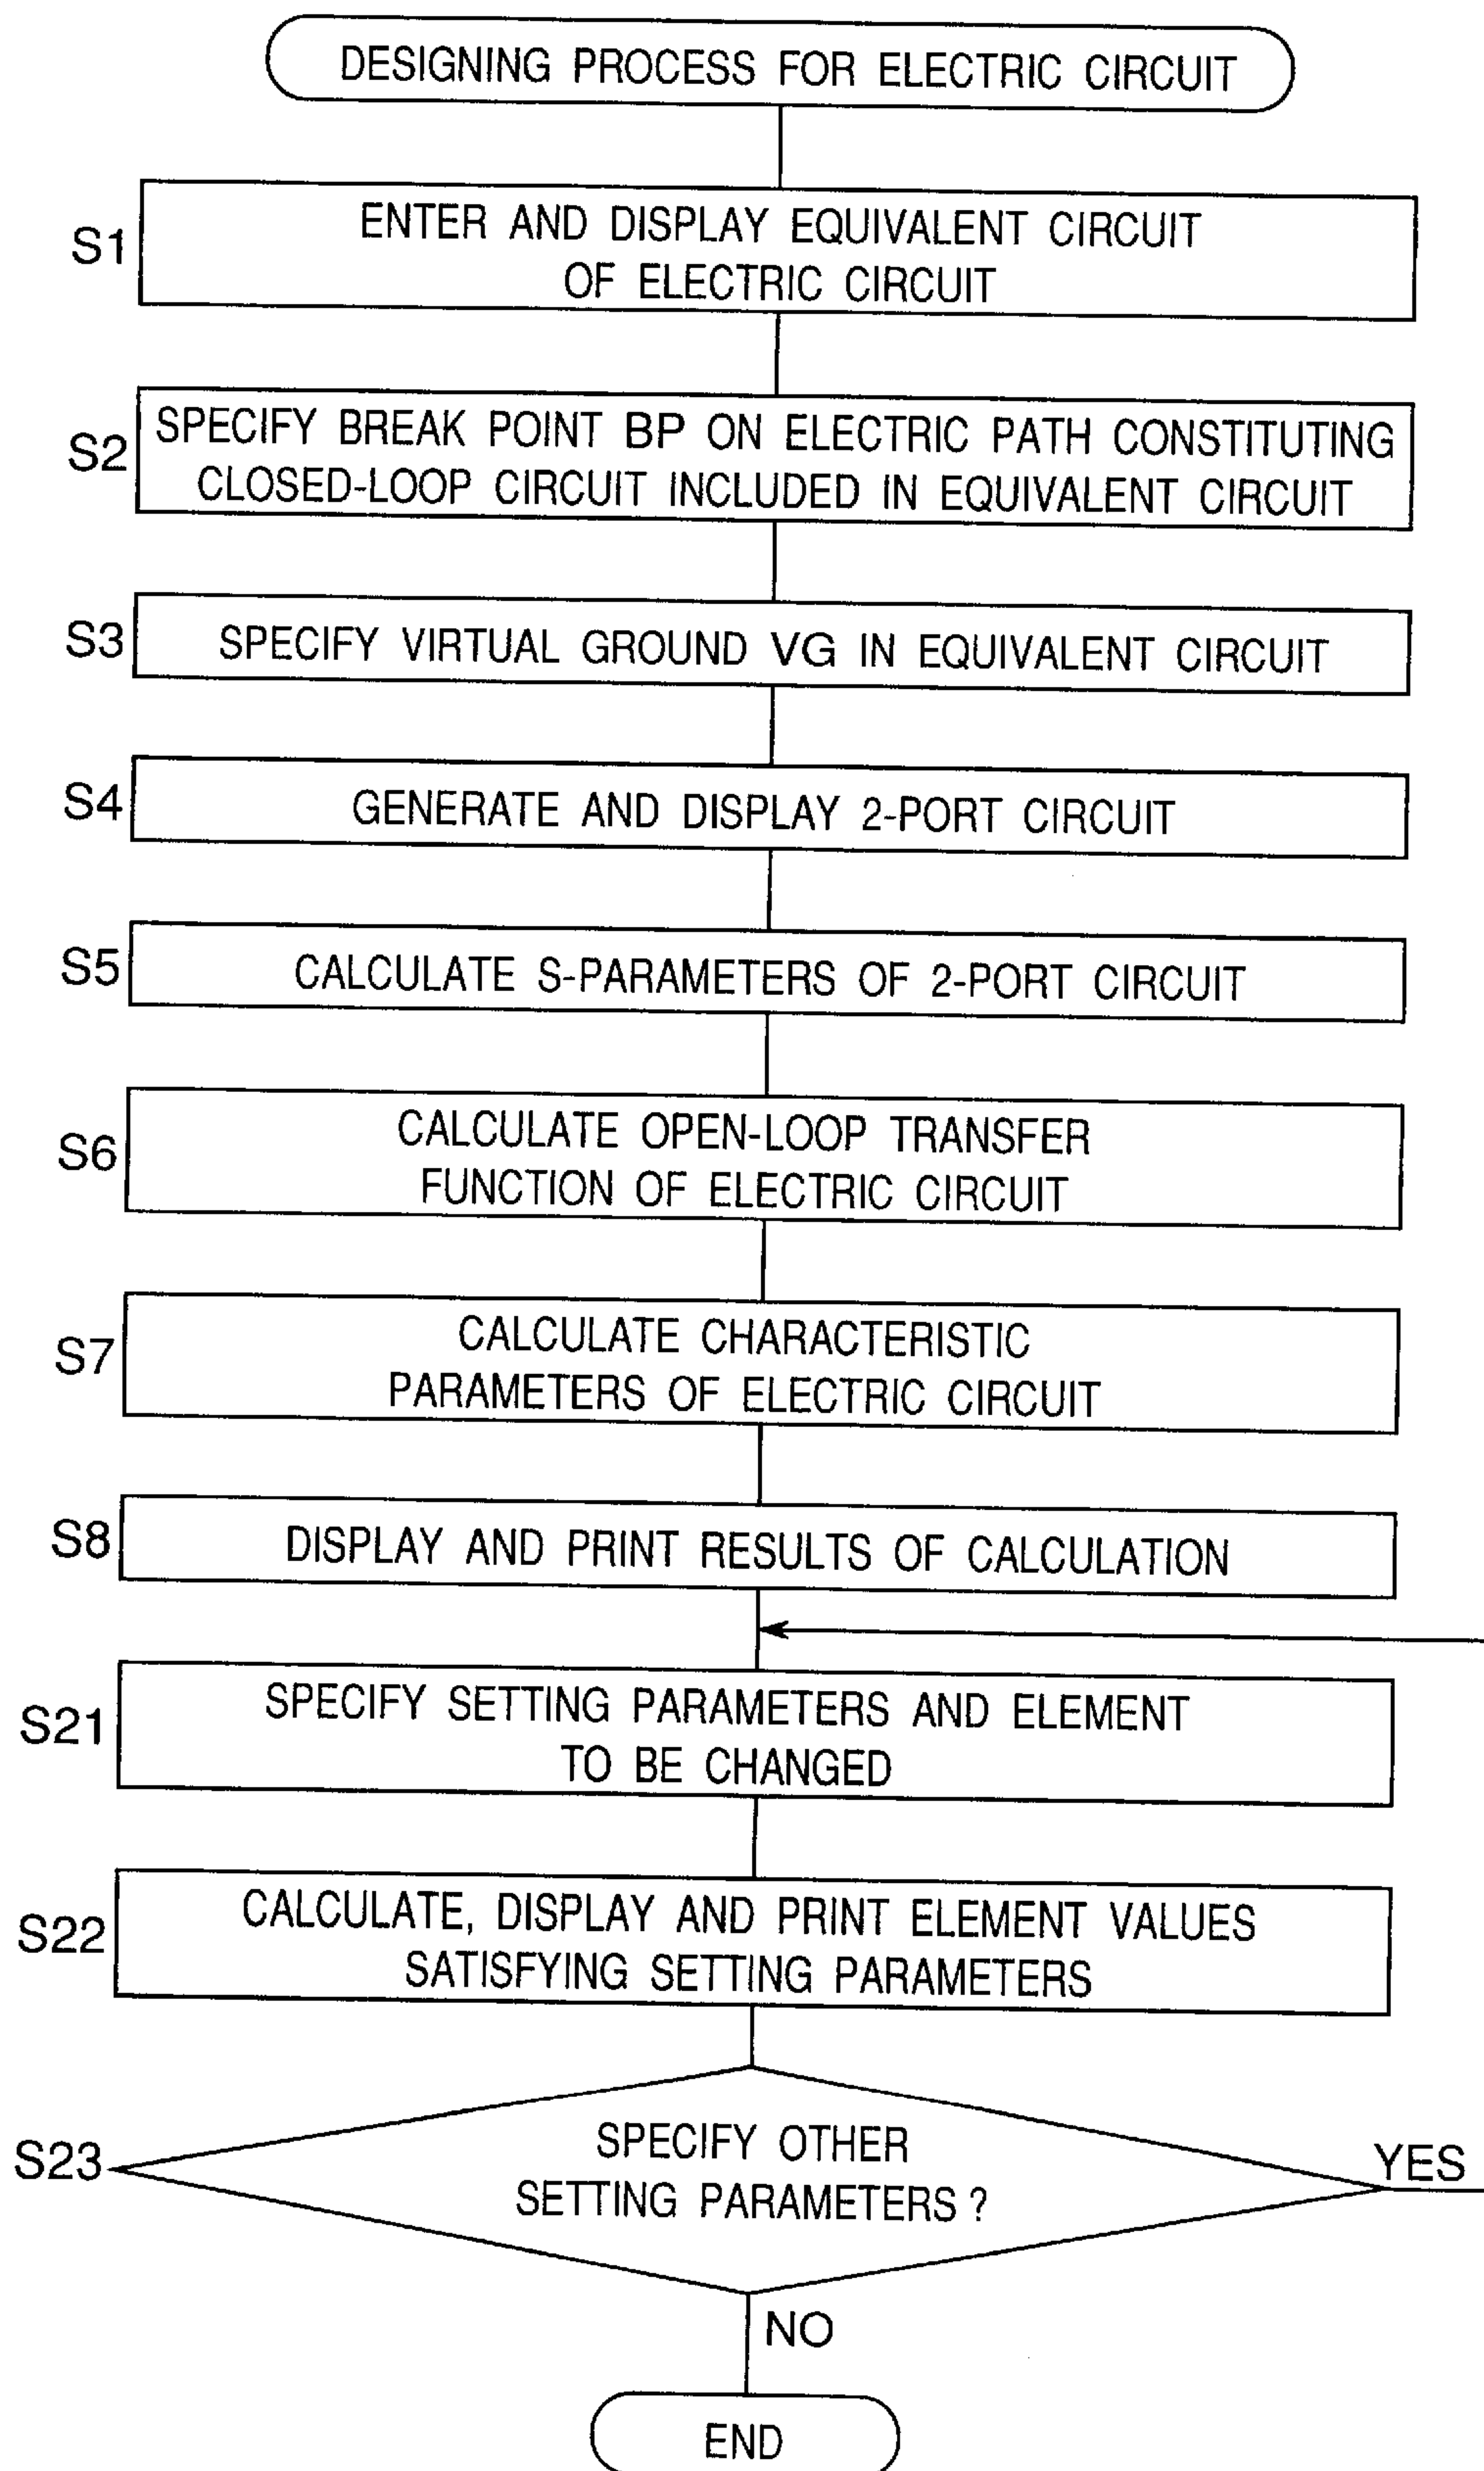 DESIGNING PROCESS FOR ELECTRIC CIRCUIT
S1
ENTER AND DISPLAY EQUIVALENT CIRCUIT
OF ELECTRIC CIRCUIT
S2
SPECIFY BREAK POINT BP ON ELECTRIC PATH CONSTITUTING
CLOSED-LOOP CIRCUIT INCLUDED IN EQUIVALENT CIRCUIT
S3
SPECIFY VIRTUAL GROUND VG IN EQUIVALENT CIRCUIT
S4
GENERATE AND DISPLAY 2-PORT CIRCUIT
S5
CALCULATE S-PARAMETERS OF 2-PORT CIRCUIT
S6
CALCULATE OPEN-LOOP TRANSFER
FUNCTION OF ELECTRIC CIRCUIT
S7
CALCULATE CHARACTERISTIC
PARAMETERS OF ELECTRIC CIRCUIT
S8
DISPLAY AND PRINT RESULTS OF CALCULATION
S21
SPECIFY SETTING PARAMETERS AND ELEMENT
TO BE CHANGED
S22
CALCULATE, DISPLAY AND PRINT ELEMENT VALUES
SATISFYING SETTING PARAMETERS
S23
SPECIFY OTHER
SETTING PARAMETERS ?
YES
NO
END